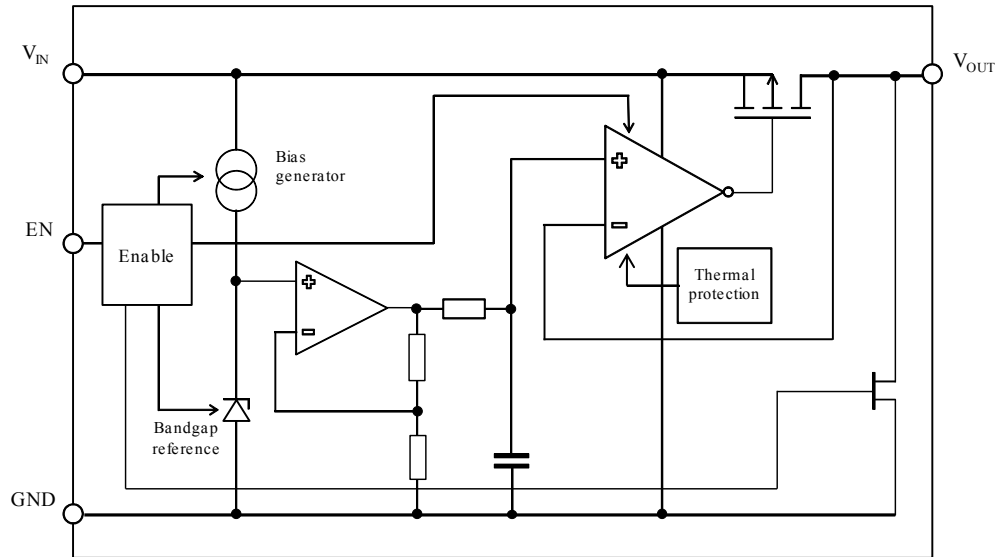 V_IN
V_OUT
Bias
generator
EN
Enable
Thermal
protection
Bandgap
reference
GND